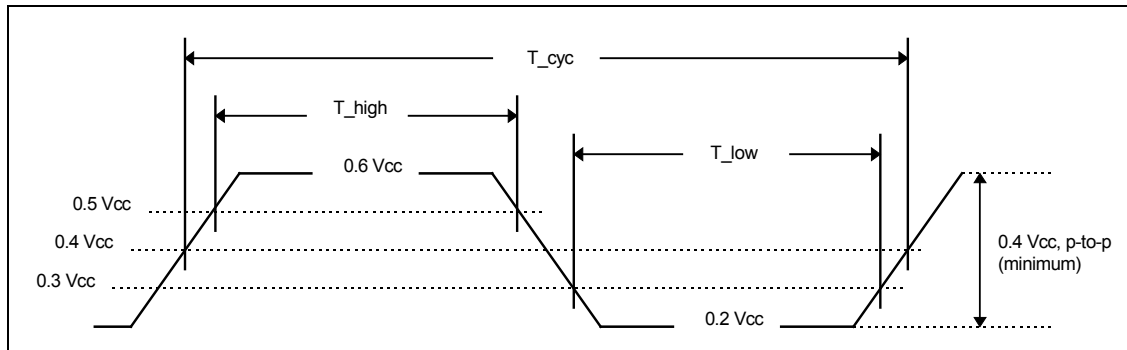 T_cyc
T_high
T_low
0.6 Vcc
0.5 Vcc
0.4 Vcc
0.4 Vcc, p-to-p
(minimum)
0.3 Vcc
0.2 Vcc